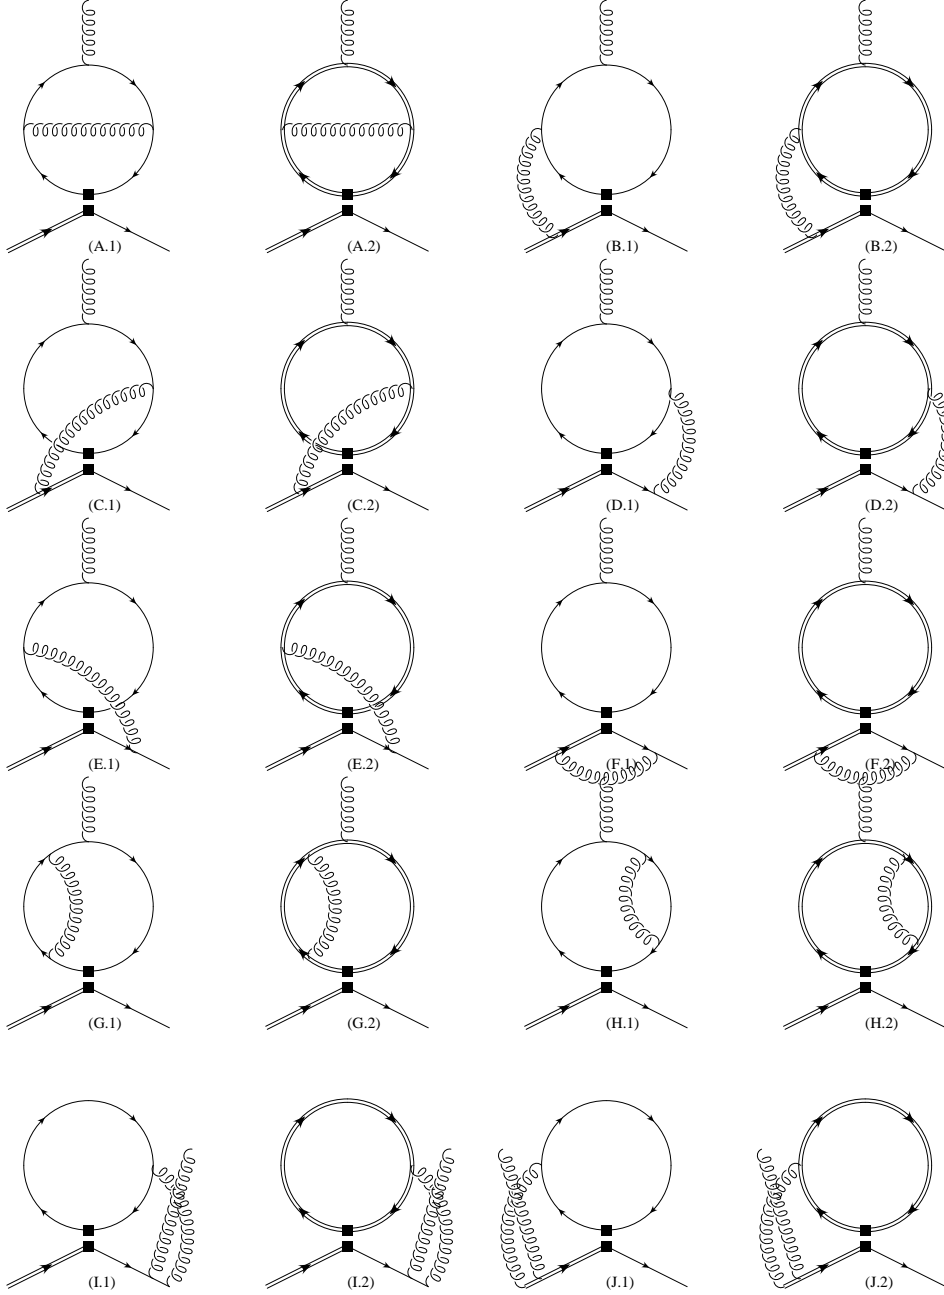 (A.1) (A.2) (B.1) (B.2)
(C.1) (C.2) (D.1) (D.2)
(E.1) (E.2) (F.1) (F.2)
(G.1) (G.2) (H.1) (H.2)
(I.1) (I.2) (J.1) (J.2)